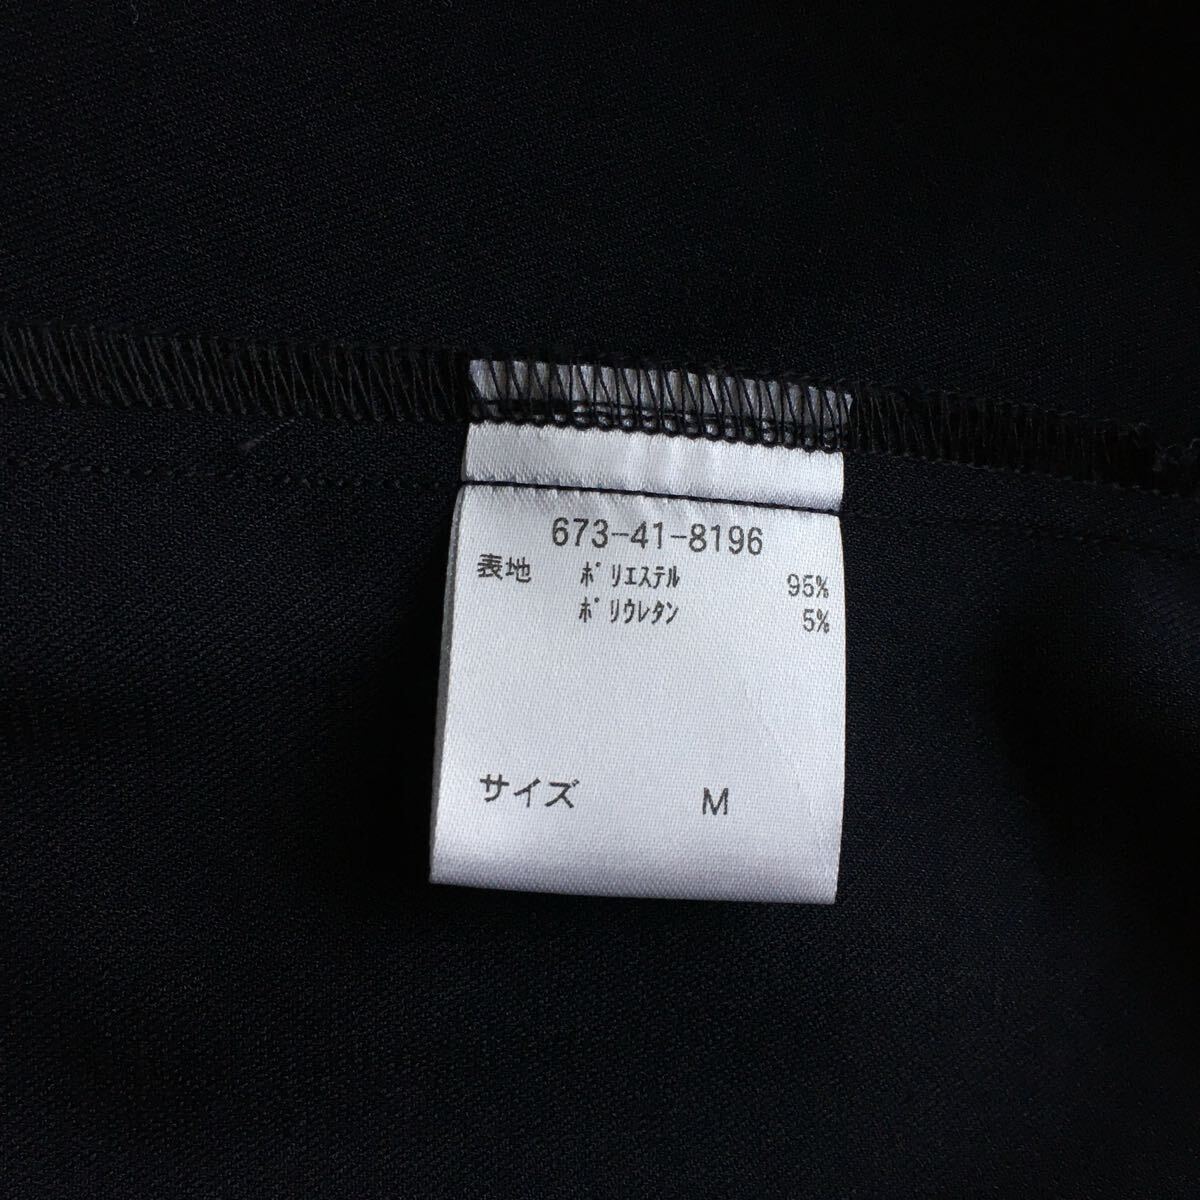 673-41-8196
表地 ﾎﾟﾘｴｽﾃﾙ 95%
ﾎﾟﾘｳﾚﾀﾝ 5%
サイズ M